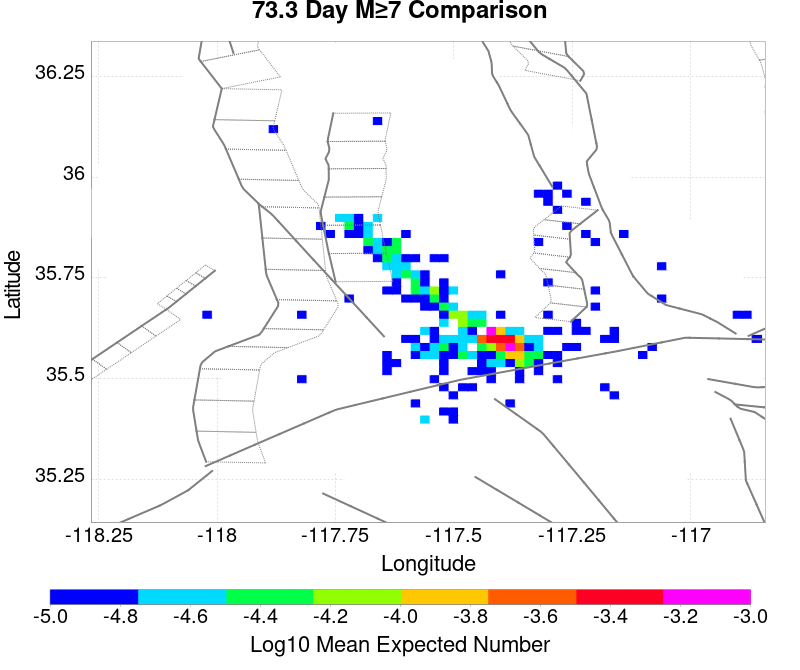 73.3 Day M≥7 Comparison
36.25
36
35.75
35.5
35.25
Latitude
-118.25 -118 -117.75 -117.5 -117.25 -117
Longitude
-5.0 -4.8 -4.6 -4.4 -4.2 -4.0 -3.8 -3.6 -3.4 -3.2 -3.0
Log10 Mean Expected Number